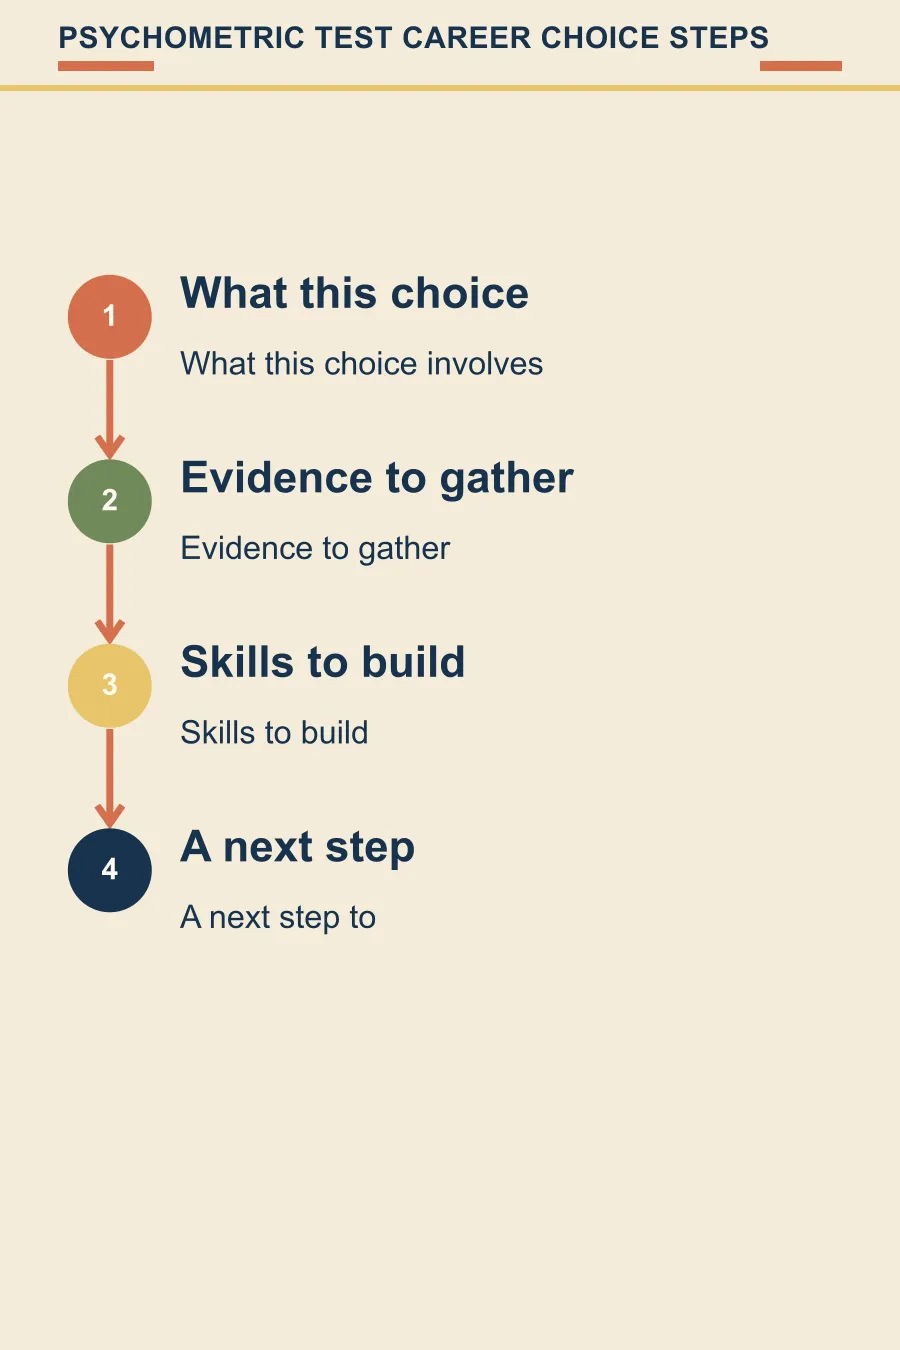 PSYCHOMETRIC TEST CAREER CHOICE STEPS
1
What this choice
What this choice involves
2
Evidence to gather
Evidence to gather
3
Skills to build
Skills to build
4
A next step
A next step to